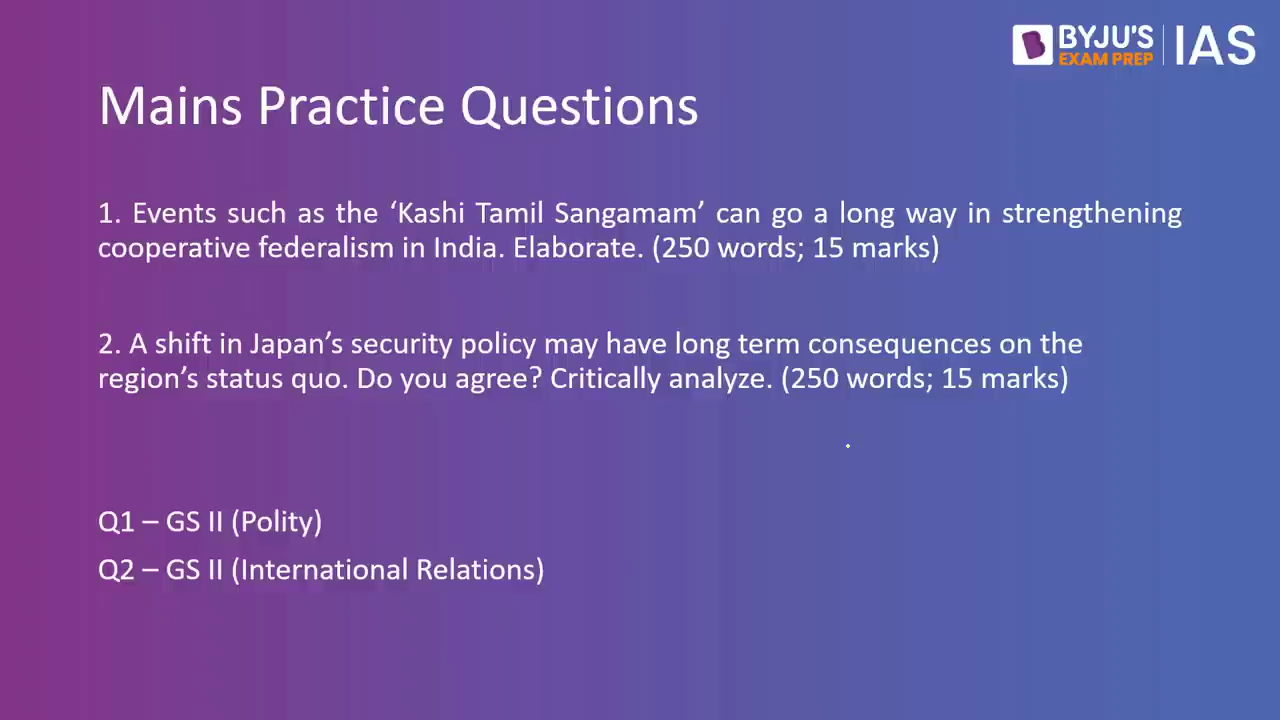 BYJU'S
EXAM PREP
IAS
Mains Practice Questions
1. Events such as the ‘Kashi Tamil Sangamam’ can go a long way in strengthening
cooperative federalism in India. Elaborate. (250 words; 15 marks)
2. A shift in Japan’s security policy may have long term consequences on the
region’s status quo. Do you agree? Critically analyze. (250 words; 15 marks)
Q1 – GS II (Polity)
Q2 – GS II (International Relations)